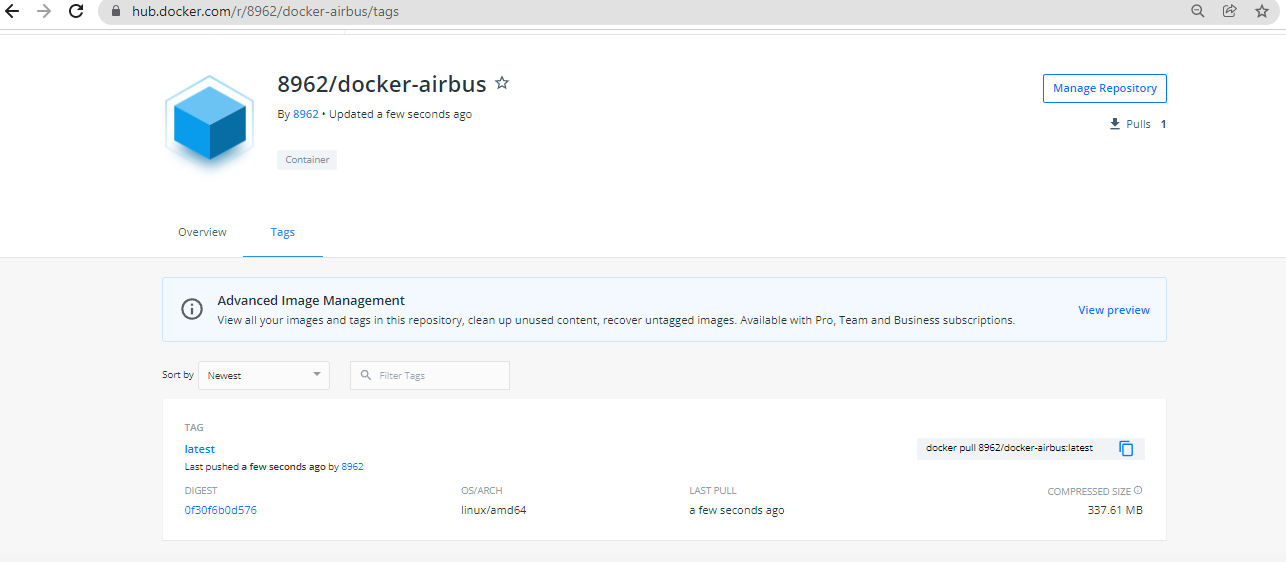 hub.docker.com/r/8962/docker-airbus/tags
8962/docker-airbus
Manage Repository
By 8962 • Updated a few seconds ago
Pulls 1
Container
Overview Tags
Advanced Image Management
View all your images and tags in this repository, clean up unused content, recover untagged images. Available with Pro, Team and Business subscriptions.
View preview
Sort by Newest Filter Tags
TAG
latest
docker pull 8962/docker-airbus:latest
Last pushed a few seconds ago by 8962
DIGEST OS/ARCH LAST PULL COMPRESSED SIZE
0f30f6b0d576 linux/amd64 a few seconds ago 337.61 MB